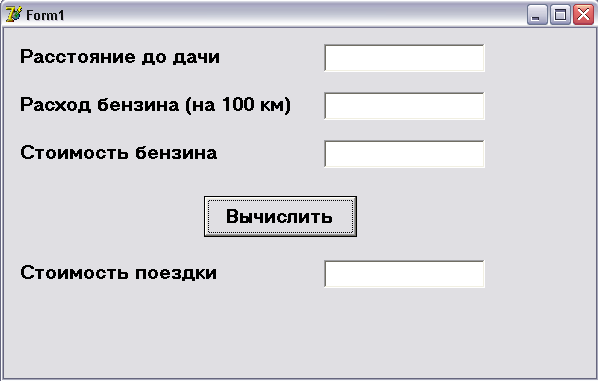 Form1
Расстояние до дачи
Расход бензина (на 100 км)
Стоимость бензина
Вычислить
Стоимость поездки